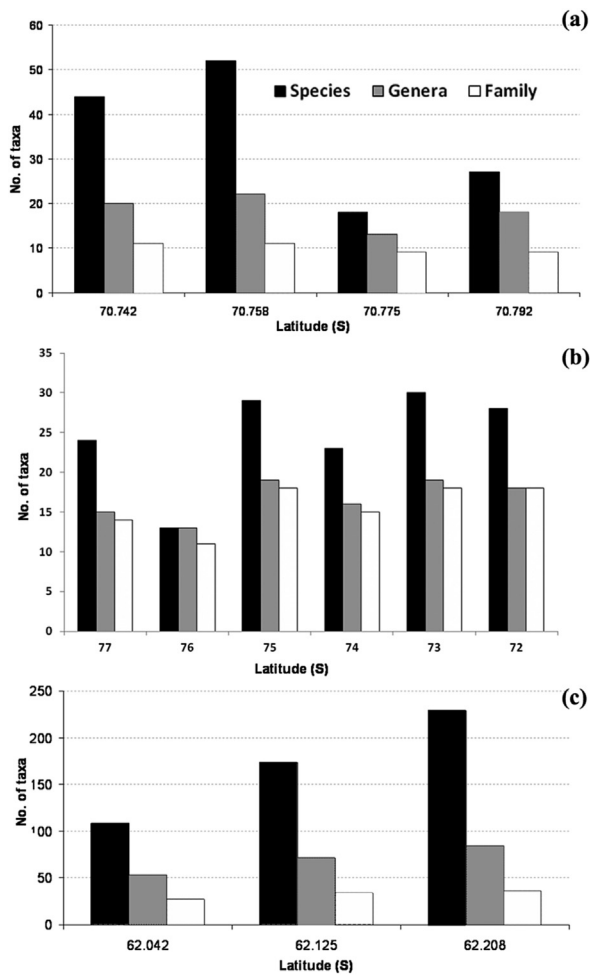 (a)
60
50
40
30
20
10
0
No. of taxa
Species Genera Family
70.742 70.758 70.775 70.792
Latitude (S)
(b)
35
30
25
20
15
10
5
0
No. of taxa
77 76 75 74 73 72
Latitude (S)
(c)
250
200
150
100
50
0
No. of taxa
62.042 62.125 62.208
Latitude (S)